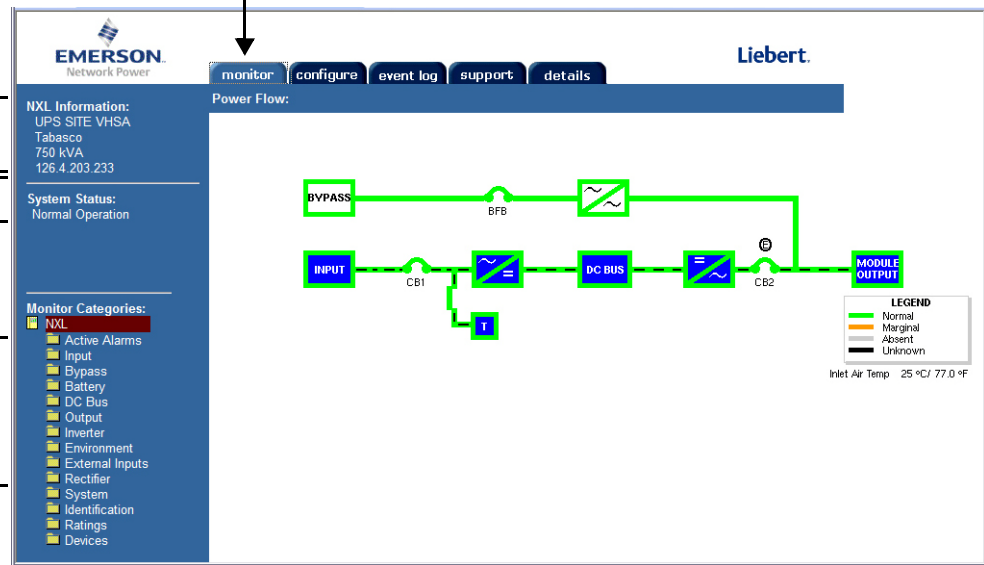 EMERSON.
Network Power
Liebert.
monitor configure event log support details
Power Flow:
NXL Information:
UPS SITE VHSA
Tabasco
750 kVA
126.4.203.233
System Status:
Normal Operation
Monitor Categories:
NXL
Active Alarms
Input
Bypass
Battery
DC Bus
Output
Inverter
Environment
External Inputs
Rectifier
System
Identification
Ratings
Devices
BYPASS
BFB
INPUT
CB1
DC BUS
E
CB2
MODULE
OUTPUT
T
LEGEND
Normal
Marginal
Absent
Unknown
Inlet Air Temp 25 ºC/ 77.0 ºF